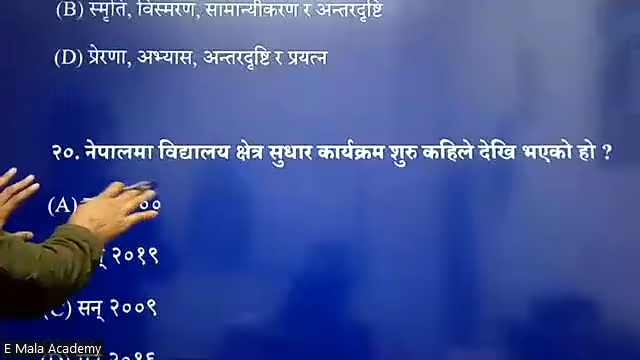 (B) स्मृति, विस्मरण, सामान्यीकरण र अन्तरदृष्टि
(D) प्रेरणा, अभ्यास, अन्तरदृष्टि र प्रयत्न
२०. नेपालमा विद्यालय क्षेत्र सुधार कार्यक्रम शुरु कहिले देखि भएको हो ?
(A) ००
२०१९
(C) सन् २००९
E Mala Academy